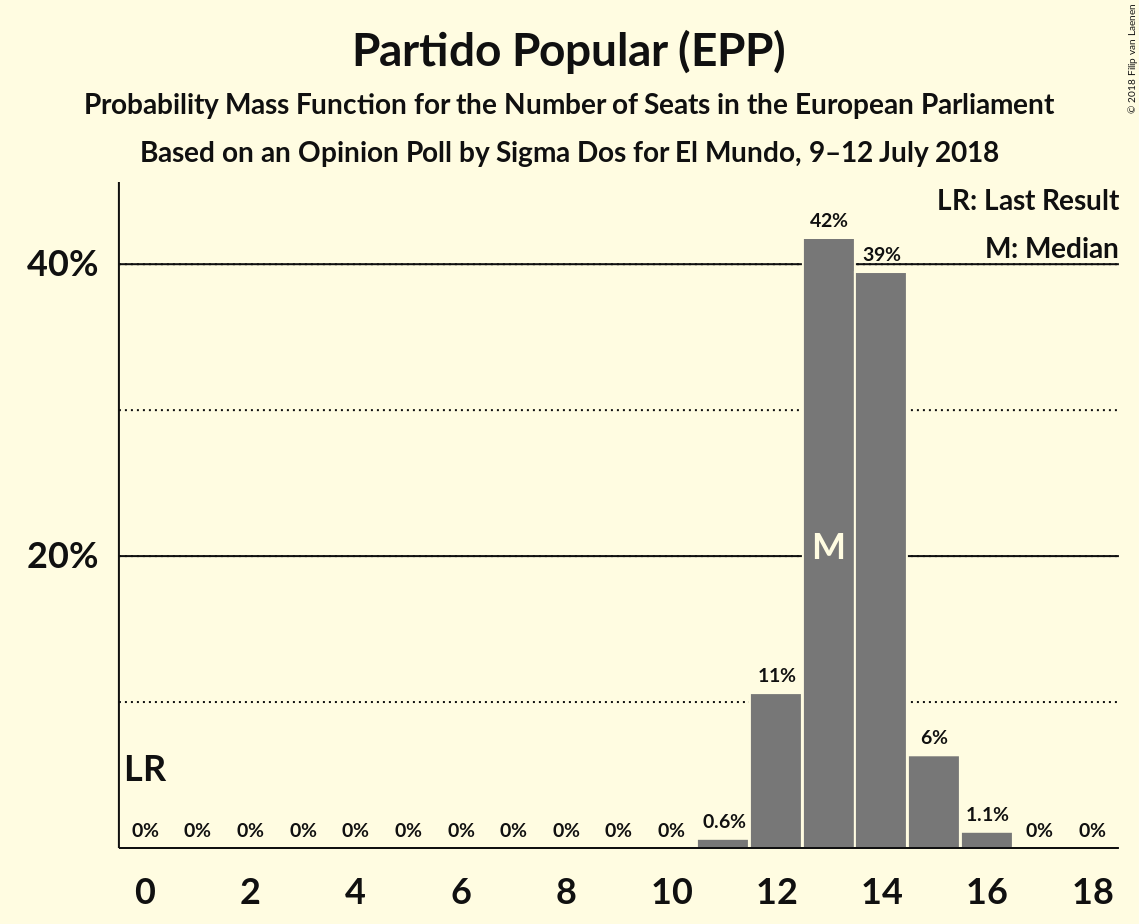 Partido Popular (EPP)
Probability Mass Function for the Number of Seats in the European Parliament
Based on an Opinion Poll by Sigma Dos for El Mundo, 9–12 July 2018
© 2018 Filip van Laenen
LR: Last Result
M: Median
40%
20%
42%
39%
M
11%
6%
LR
0% 0% 0% 0% 0% 0% 0% 0% 0% 0% 0% 0.6% 1.1% 0% 0%
0 2 4 6 8 10 12 14 16 18